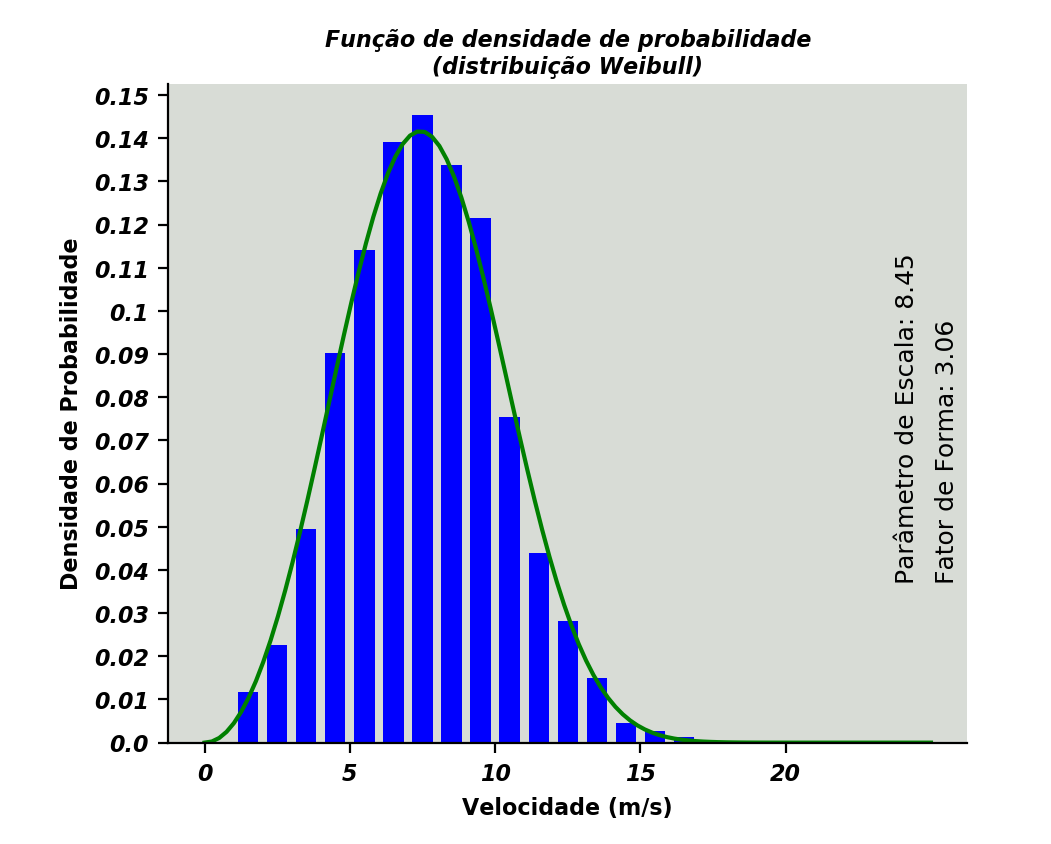 Função de densidade de probabilidade
(distribuição Weibull)
0.15
0.14
0.13
0.12
0.11
0.1
0.09
0.08
0.07
0.06
0.05
0.04
0.03
0.02
0.01
0.0
Densidade de Probabilidade
0 5 10 15 20
Velocidade (m/s)
Parâmetro de Escala: 8.45
Fator de Forma: 3.06